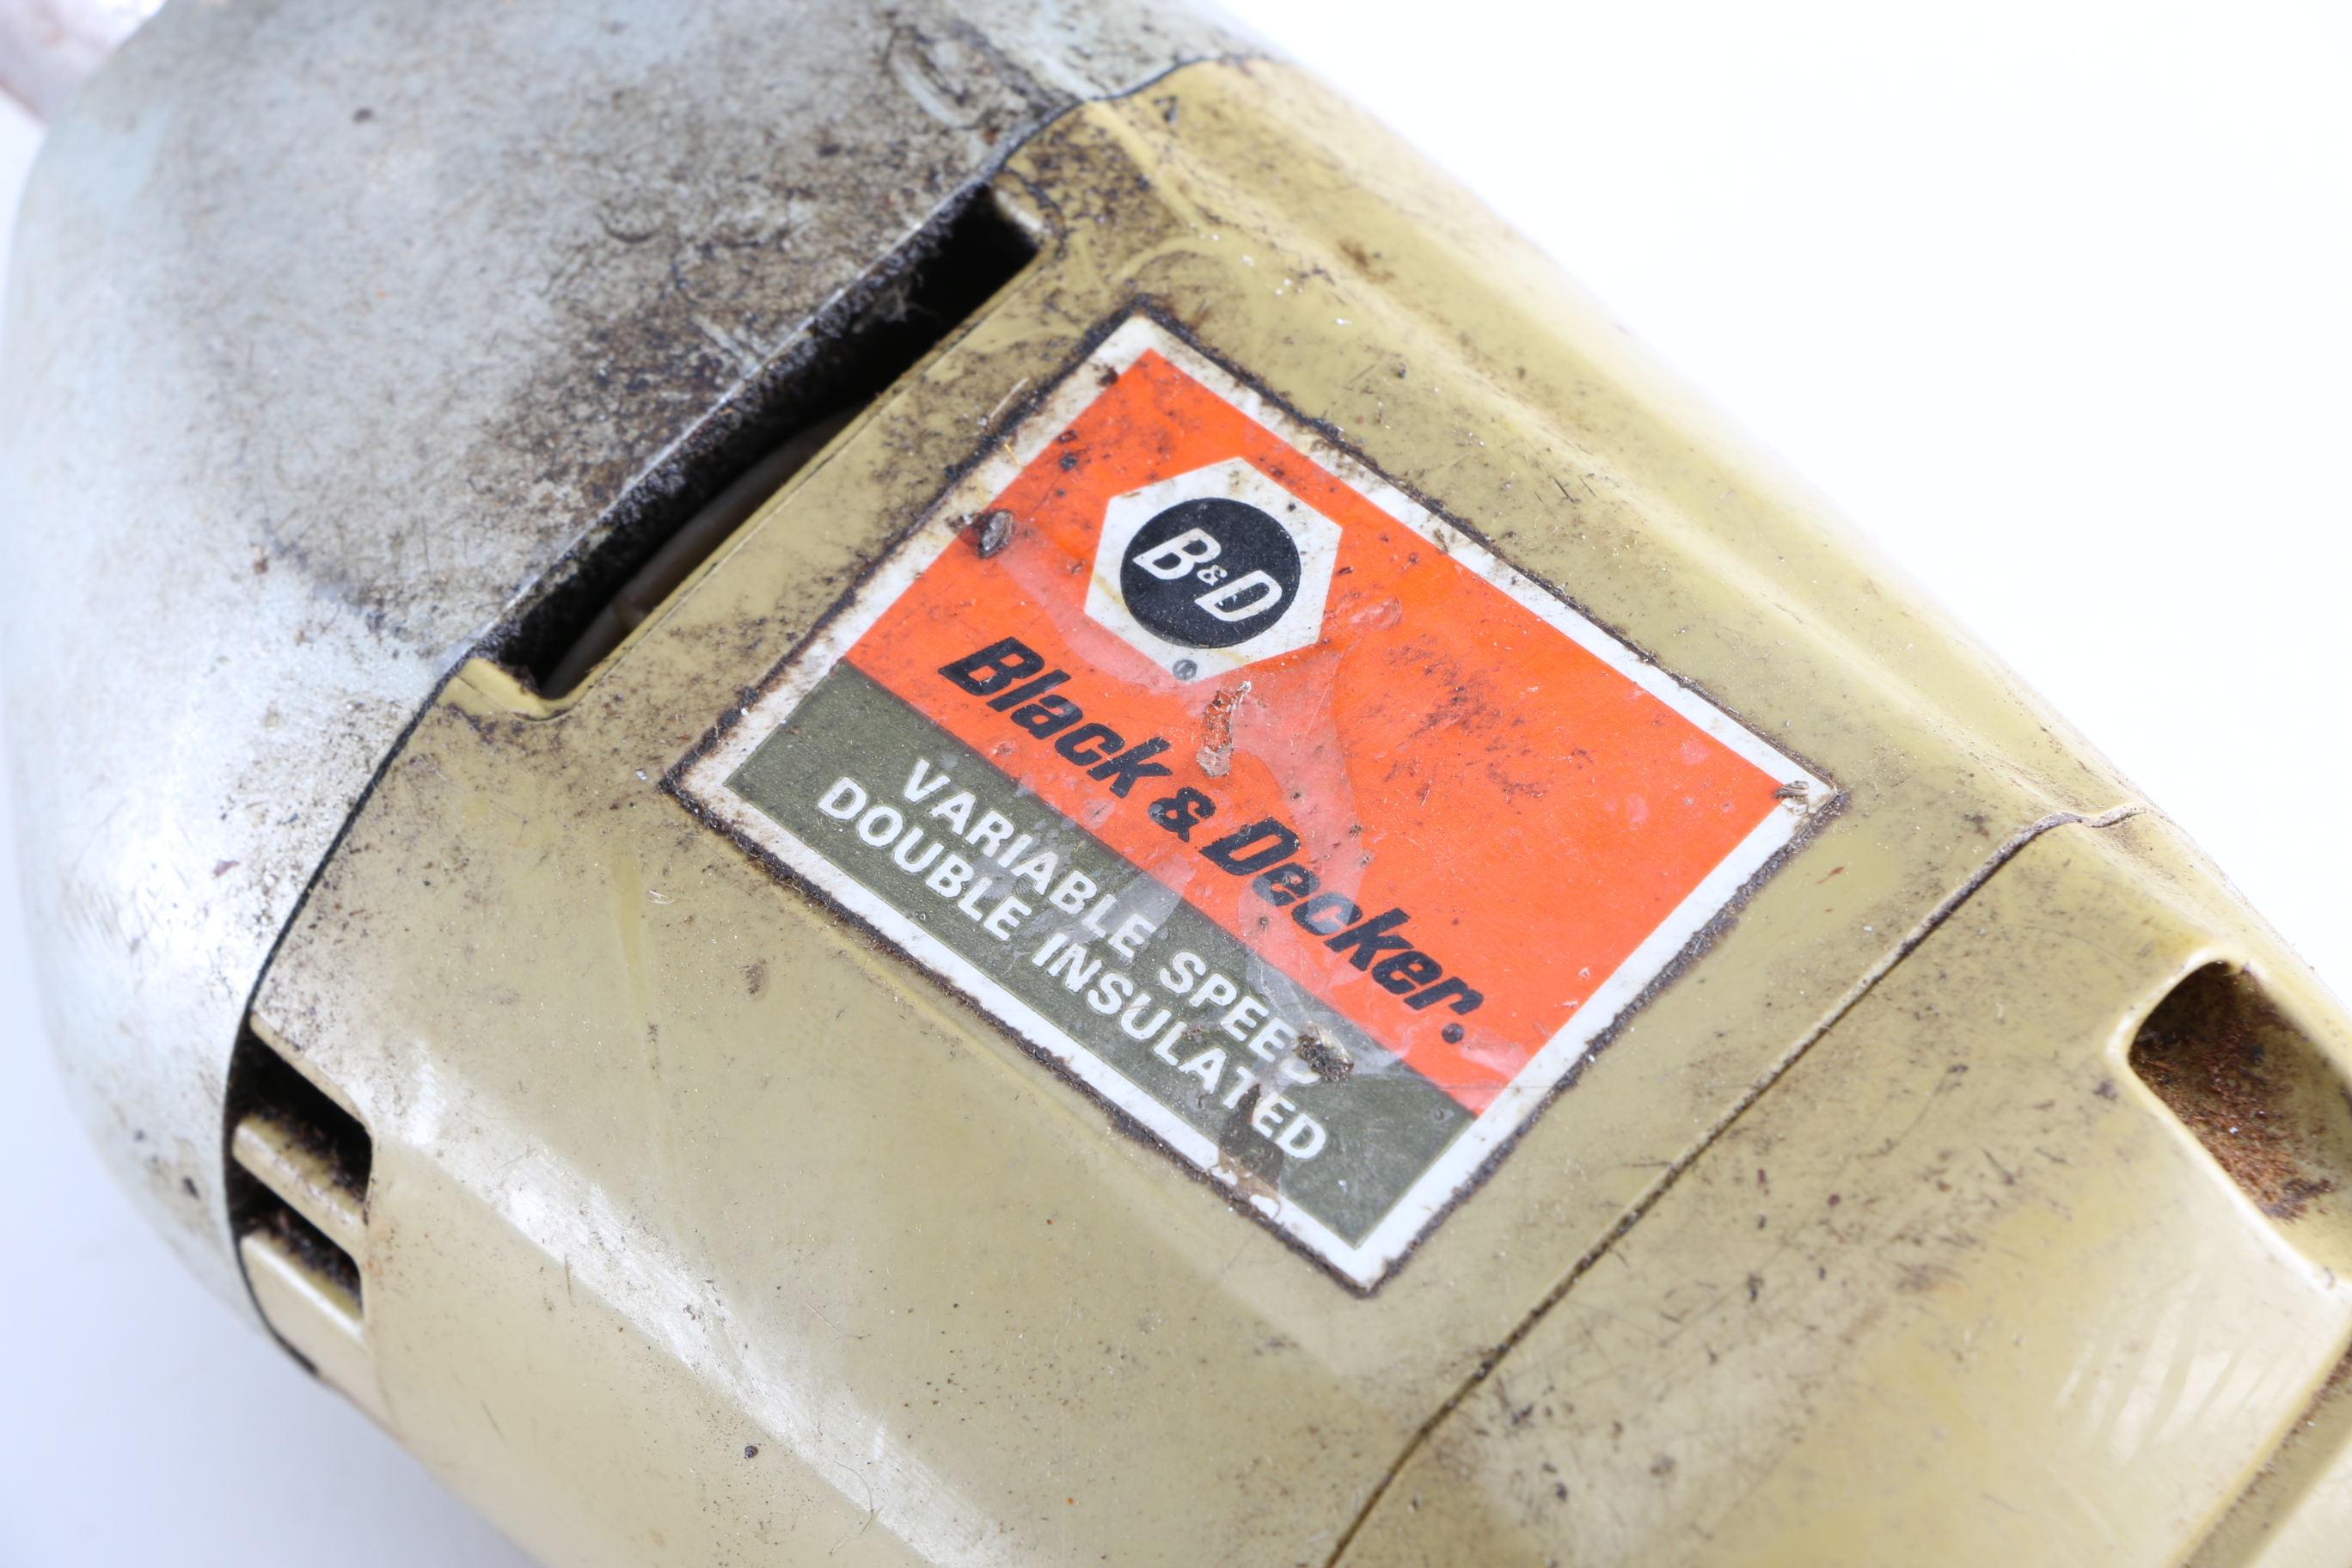 B&D
®
Black & Decker.
VARIABLE SPEED
DOUBLE INSULATED